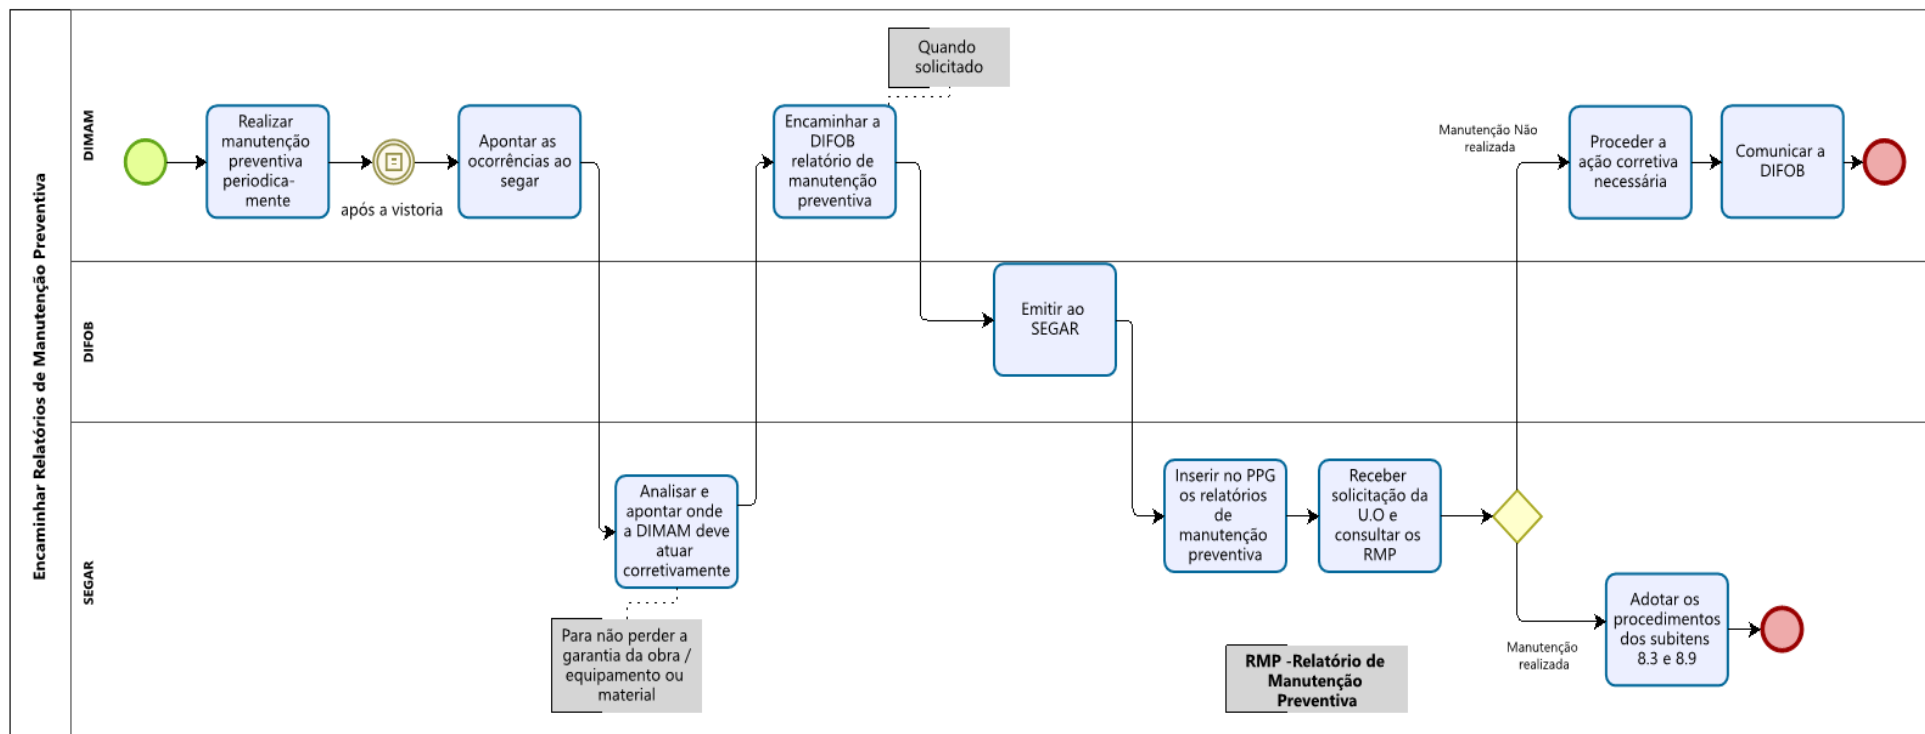 Encaminhar Relatórios de Manutenção Preventiva
DIMAM
Realizar
manutenção
preventiva
periodica-
mente
após a vistoria
Apontar as
ocorrências ao
segar
Encaminhar a
DIFOB
relatório de
manutenção
preventiva
Quando
solicitado
Manutenção Não
realizada
Proceder a
ação corretiva
necessária
Comunicar a
DIFOB
DIFOB
Emitir ao
SEGAR
SEGAR
Analisar e
apontar onde
a DIMAM deve
atuar
corretivamente
Para não perder a
garantia da obra /
equipamento ou
material
Inserir no PPG
os relatórios
de
manutenção
preventiva
Receber
solicitação da
U.O e
consultar os
RMP
RMP -Relatório de
Manutenção
Preventiva
Manutenção
realizada
Adotar os
procedimentos
dos subitens
8.3 e 8.9